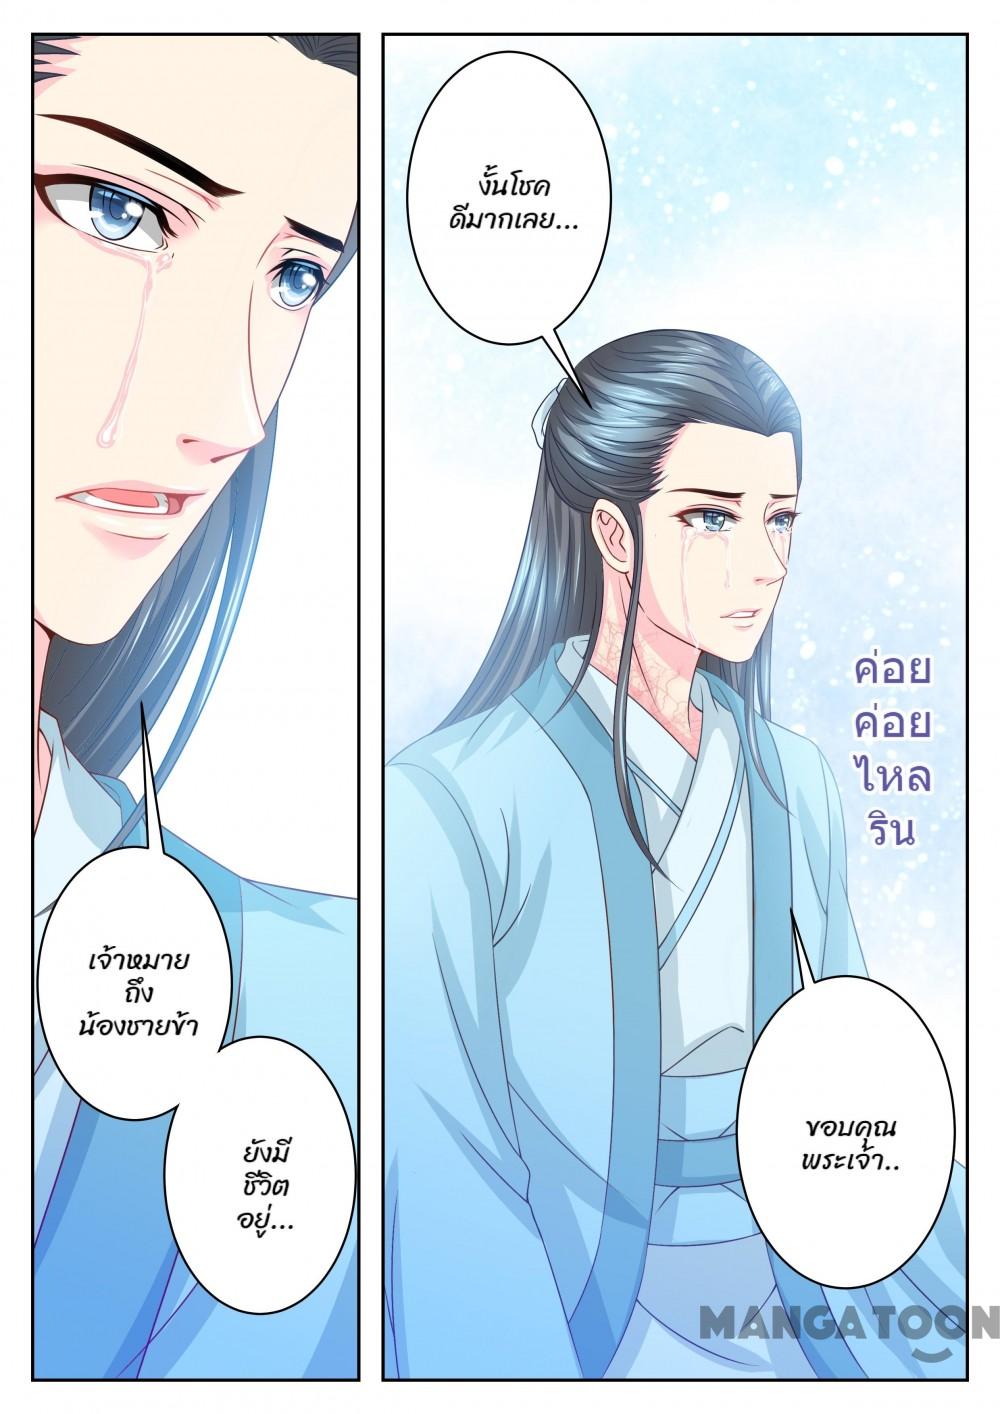 เจ้าหมาย
ถึง
น้องชายข้า
ยังมี
ชีวิต
อยู่...
งั้นโชค
ดีมากเลย...
ค่อย
ค่อย
ไหล
ริน
ขอบคุณ
พระเจ้า..
MANGATOON